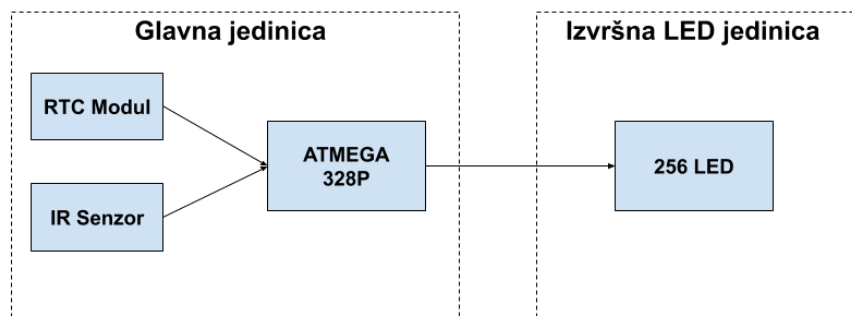 Glavna jedinica
Izvršna LED jedinica
RTC Modul
ATMEGA
328P
256 LED
IR Senzor